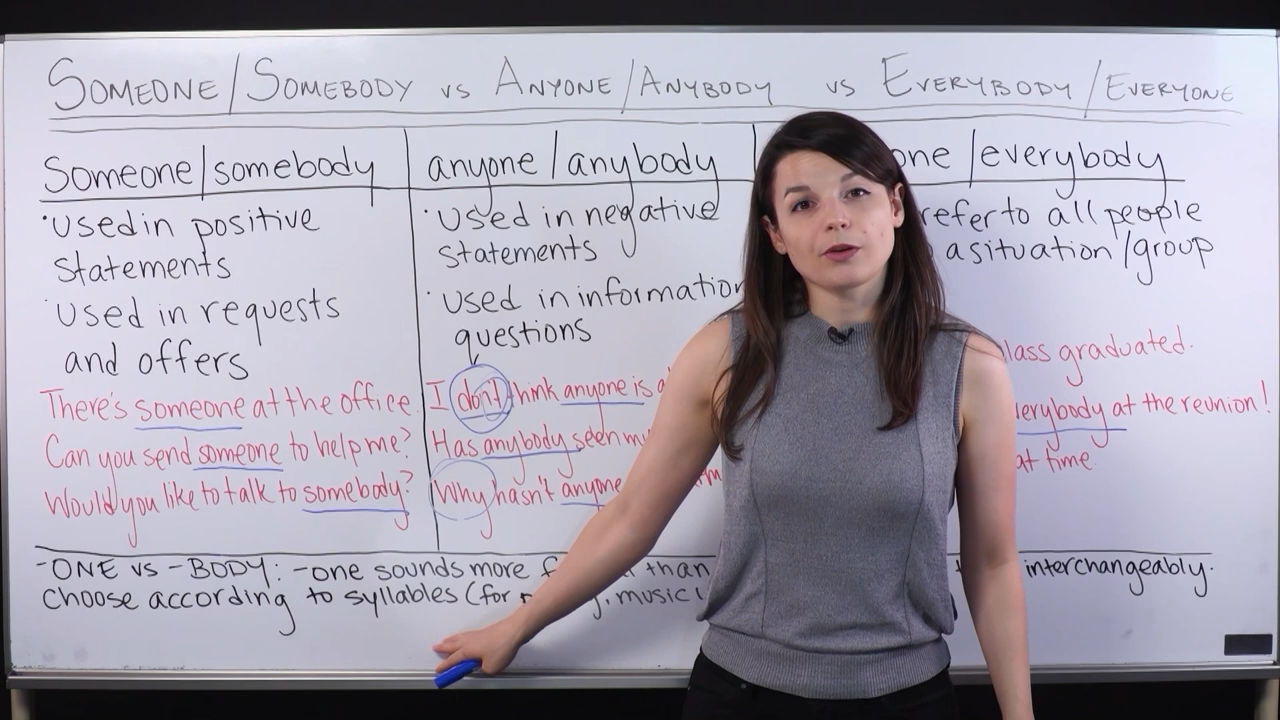 SOMEONE/SOMEBODY vs ANYONE/ANYBODY vs EVERYBODY/EVERYONE
Someone/somebody
· used in positive
statements
· used in requests
and offers
There's someone at the office.
Can you send someone to help me?
Would you like to talk to somebody?
anyone/anybody
· used in negative
statements
· used in information
questions
I don't think anyone is
Has anybody seen
Why hasn't anyone
one/everybody
refer to all people
a situation/group
graduated.
at the reunion!
at time.
-ONE vs -BODY: -one sounds more than interchangeably.
choose according to syllables (for music